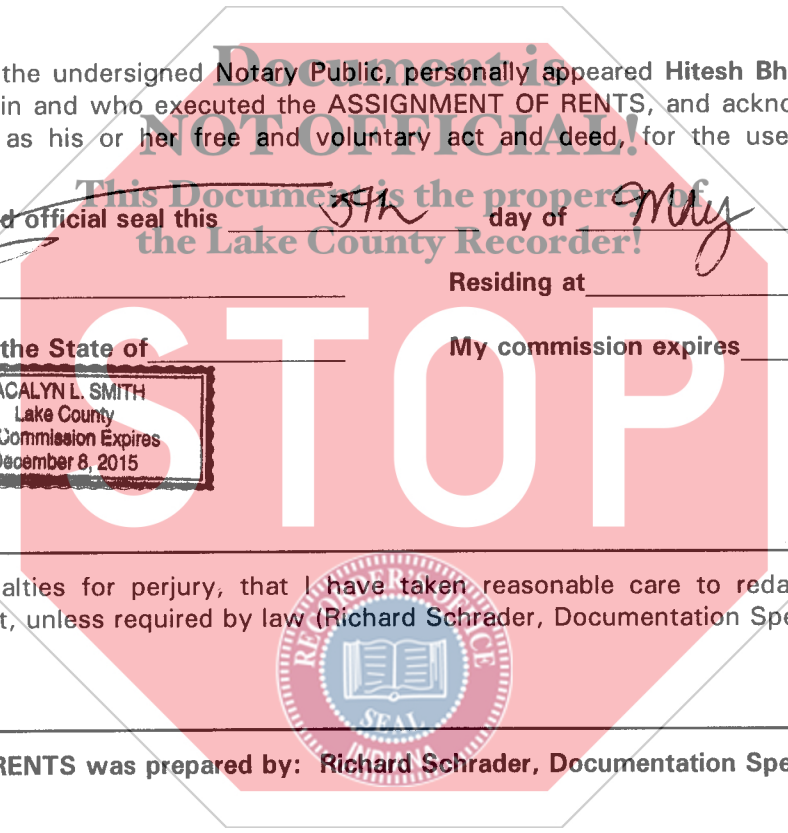 Document is
the undersigned Notary Public, personally appeared Hitesh Bh
in and who executed the ASSIGNMENT OF RENTS, and ackno
NOT OFFICIAL!
as his or her free and voluntary act and deed, for the use
This Document is the property of
d official seal this 5th day of May
the Lake County Recorder!
Residing at
the State of
My commission expires
STOP
ACALYN L. SMITH
Lake County
Commission Expires
December 8, 2015
alties for perjury, that I have taken reasonable care to reda
t, unless required by law (Richard Schrader, Documentation Spe
RECORDER'S OFFICE
SEAL
INDIANA
RENTS was prepared by: Richard Schrader, Documentation Spe